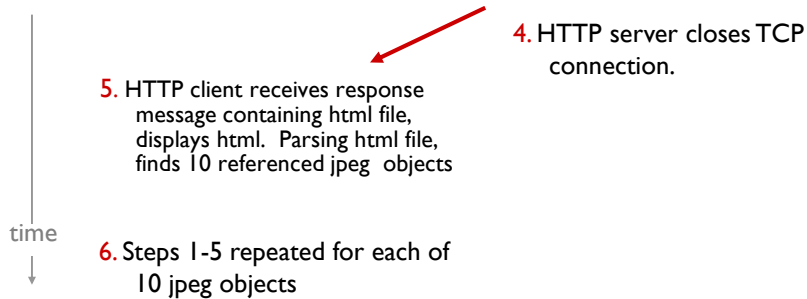 4. HTTP server closes TCP
connection.
5. HTTP client receives response
message containing html file,
displays html. Parsing html file,
finds 10 referenced jpeg objects
time
6. Steps 1-5 repeated for each of
10 jpeg objects